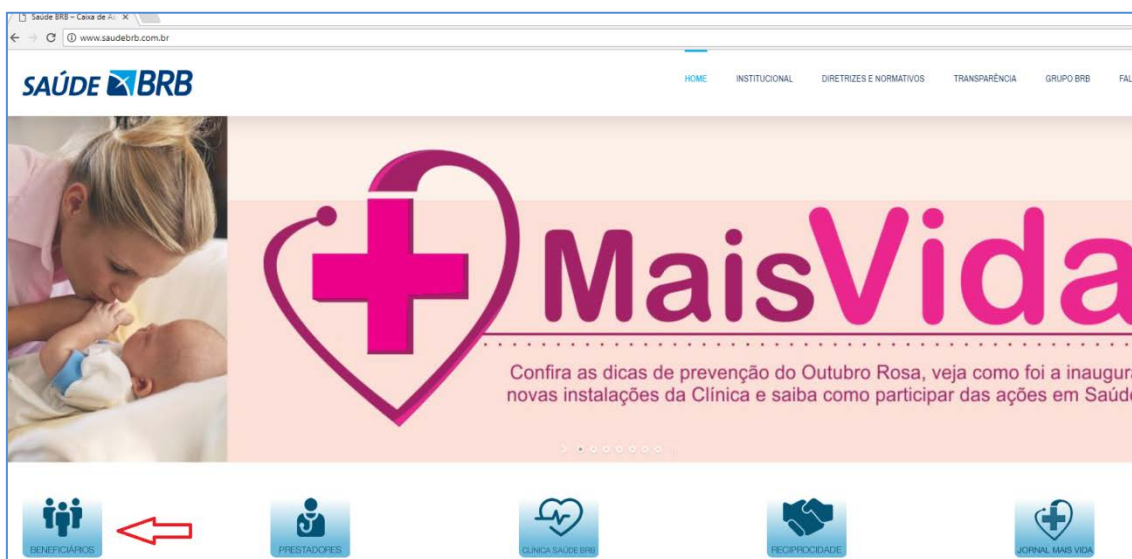 Saúde BRB – Caixa de A
www.saudebrb.com.br
SAÚDE BRB
HOME INSTITUCIONAL DIRETRIZES E NORMATIVOS TRANSPARÊNCIA GRUPO BRB FAL
MaisVida
Confira as dicas de prevenção do Outubro Rosa, veja como foi a inaugura
novas instalações da Clínica e saiba como participar das ações em Saúde
BENEFICIÁRIOS PRESTADORES CLÍNICA SAÚDE BRB RECIPROCIDADE JORNAL MAIS VIDA